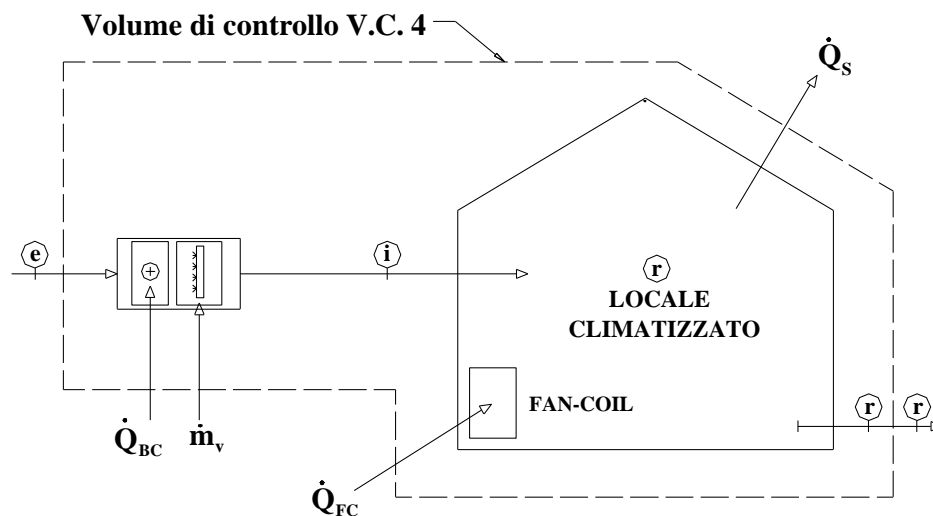 Volume di controllo V.C. 4
Q̇S
e
i
r
LOCALE
CLIMATIZZATO
+
FAN-COIL
r r
Q̇BC ṁv
Q̇FC